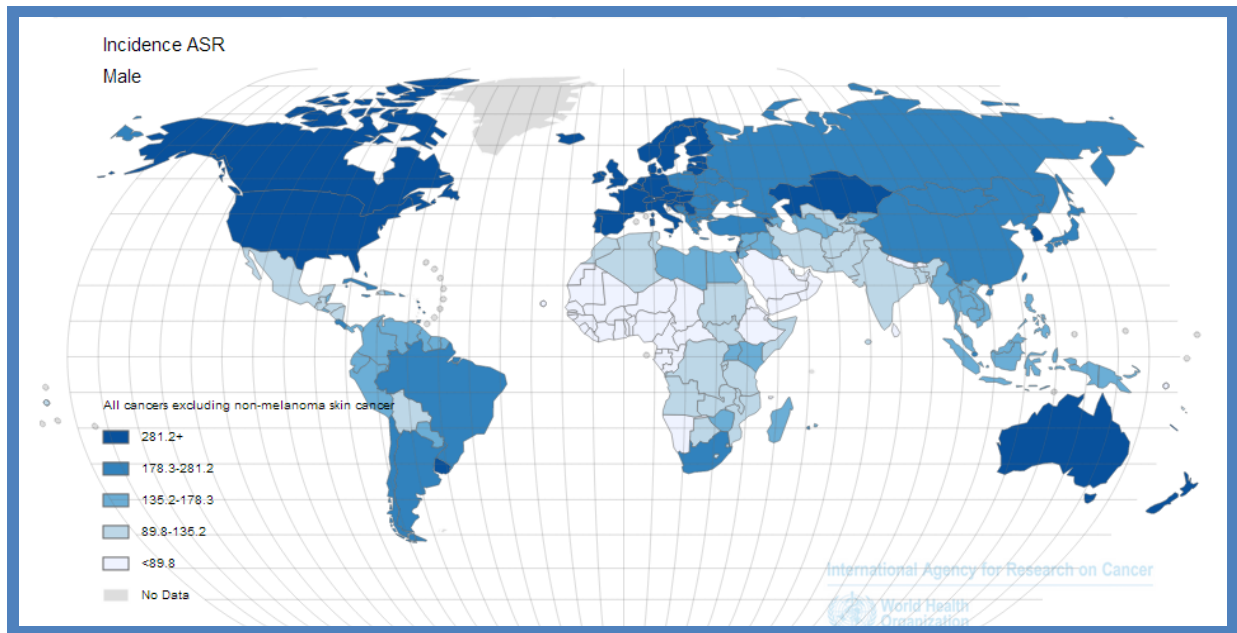 Incidence ASR
Male
All cancers excluding non-melanoma skin cancer
281.2+
178.3-281.2
135.2-178.3
89.8-135.2
<89.8
No Data
International Agency for Research on Cancer
World Health
Organization